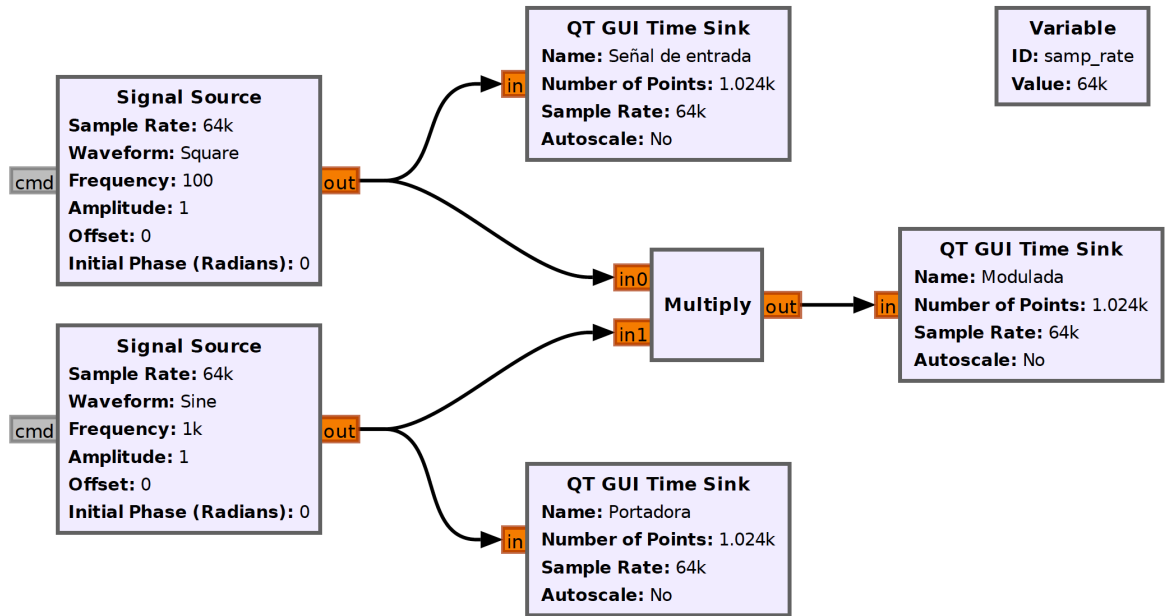 QT GUI Time Sink
Name: Señal de entrada
Number of Points: 1.024k
Sample Rate: 64k
Autoscale: No
in
Variable
ID: samp_rate
Value: 64k
Signal Source
Sample Rate: 64k
Waveform: Square
Frequency: 100
Amplitude: 1
Offset: 0
Initial Phase (Radians): 0
cmd
out
in0
in1
Multiply
out
in
QT GUI Time Sink
Name: Modulada
Number of Points: 1.024k
Sample Rate: 64k
Autoscale: No
Signal Source
Sample Rate: 64k
Waveform: Sine
Frequency: 1k
Amplitude: 1
Offset: 0
Initial Phase (Radians): 0
cmd
out
in
QT GUI Time Sink
Name: Portadora
Number of Points: 1.024k
Sample Rate: 64k
Autoscale: No